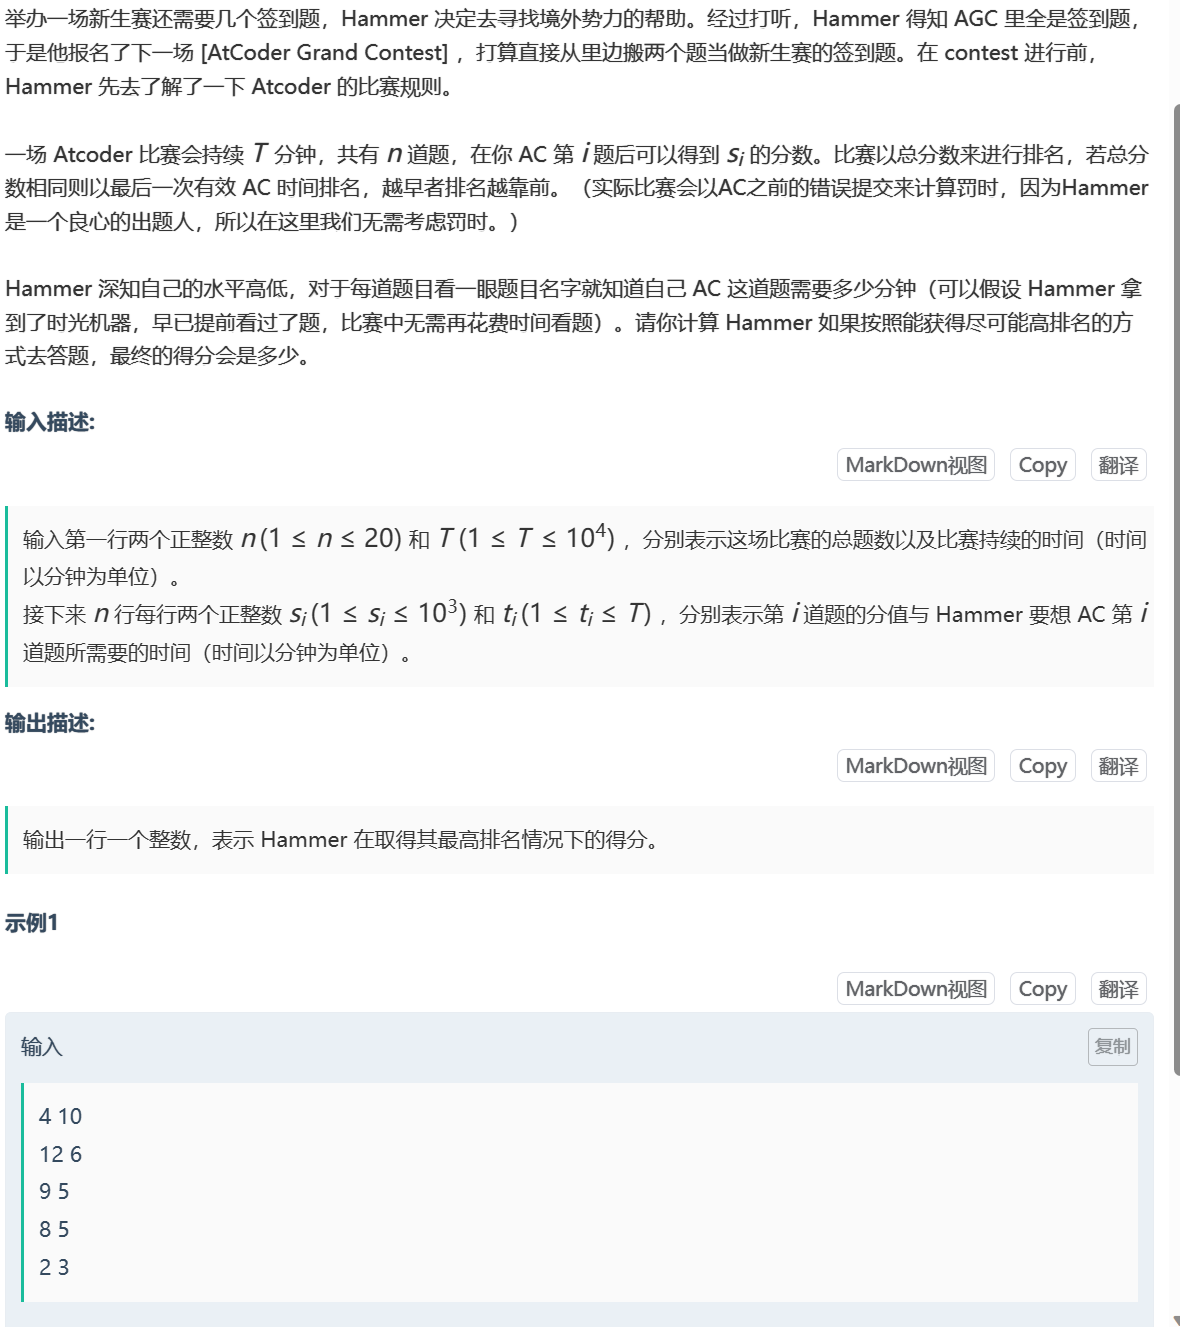 举办一场新生赛还需要几个签到题，Hammer 决定去寻找境外势力的帮助。经过打听，Hammer 得知 AGC 里全是签到题，
于是他报名了下一场 [AtCoder Grand Contest] ，打算直接从里边搬两个题当做新生赛的签到题。在 contest 进行前，
Hammer 先去了解了一下 Atcoder 的比赛规则。
一场 Atcoder 比赛会持续 T 分钟，共有 n 道题，在你 AC 第 i 题后可以得到 sᵢ 的分数。比赛以总分数来进行排名，若总分
数相同则以最后一次有效 AC 时间排名，越早者排名越靠前。（实际比赛会以AC之前的错误提交来计算罚时，因为Hammer
是一个良心的出题人，所以在这里我们无需考虑罚时。）
Hammer 深知自己的水平高低，对于每道题目看一眼题目名字就知道自己 AC 这道题需要多少分钟（可以假设 Hammer 拿
到了时光机器，早已提前看过了题，比赛中无需再花费时间看题）。请你计算 Hammer 如果按照能获得尽可能高排名的方
式去答题，最终的得分会是多少。
输入描述:
MarkDown视图 Copy 翻译
输入第一行两个正整数 n (1 ≤ n ≤ 20) 和 T (1 ≤ T ≤ 10⁴) ，分别表示这场比赛的总题数以及比赛持续的时间（时间
以分钟为单位）。
接下来 n 行每行两个正整数 sᵢ (1 ≤ sᵢ ≤ 10³) 和 tᵢ (1 ≤ tᵢ ≤ T) ，分别表示第 i 道题的分值与 Hammer 要想 AC 第 i
道题所需要的时间（时间以分钟为单位）。
输出描述:
MarkDown视图 Copy 翻译
输出一行一个整数，表示 Hammer 在取得其最高排名情况下的得分。
示例1
MarkDown视图 Copy 翻译
输入 复制
4 10
12 6
9 5
8 5
2 3